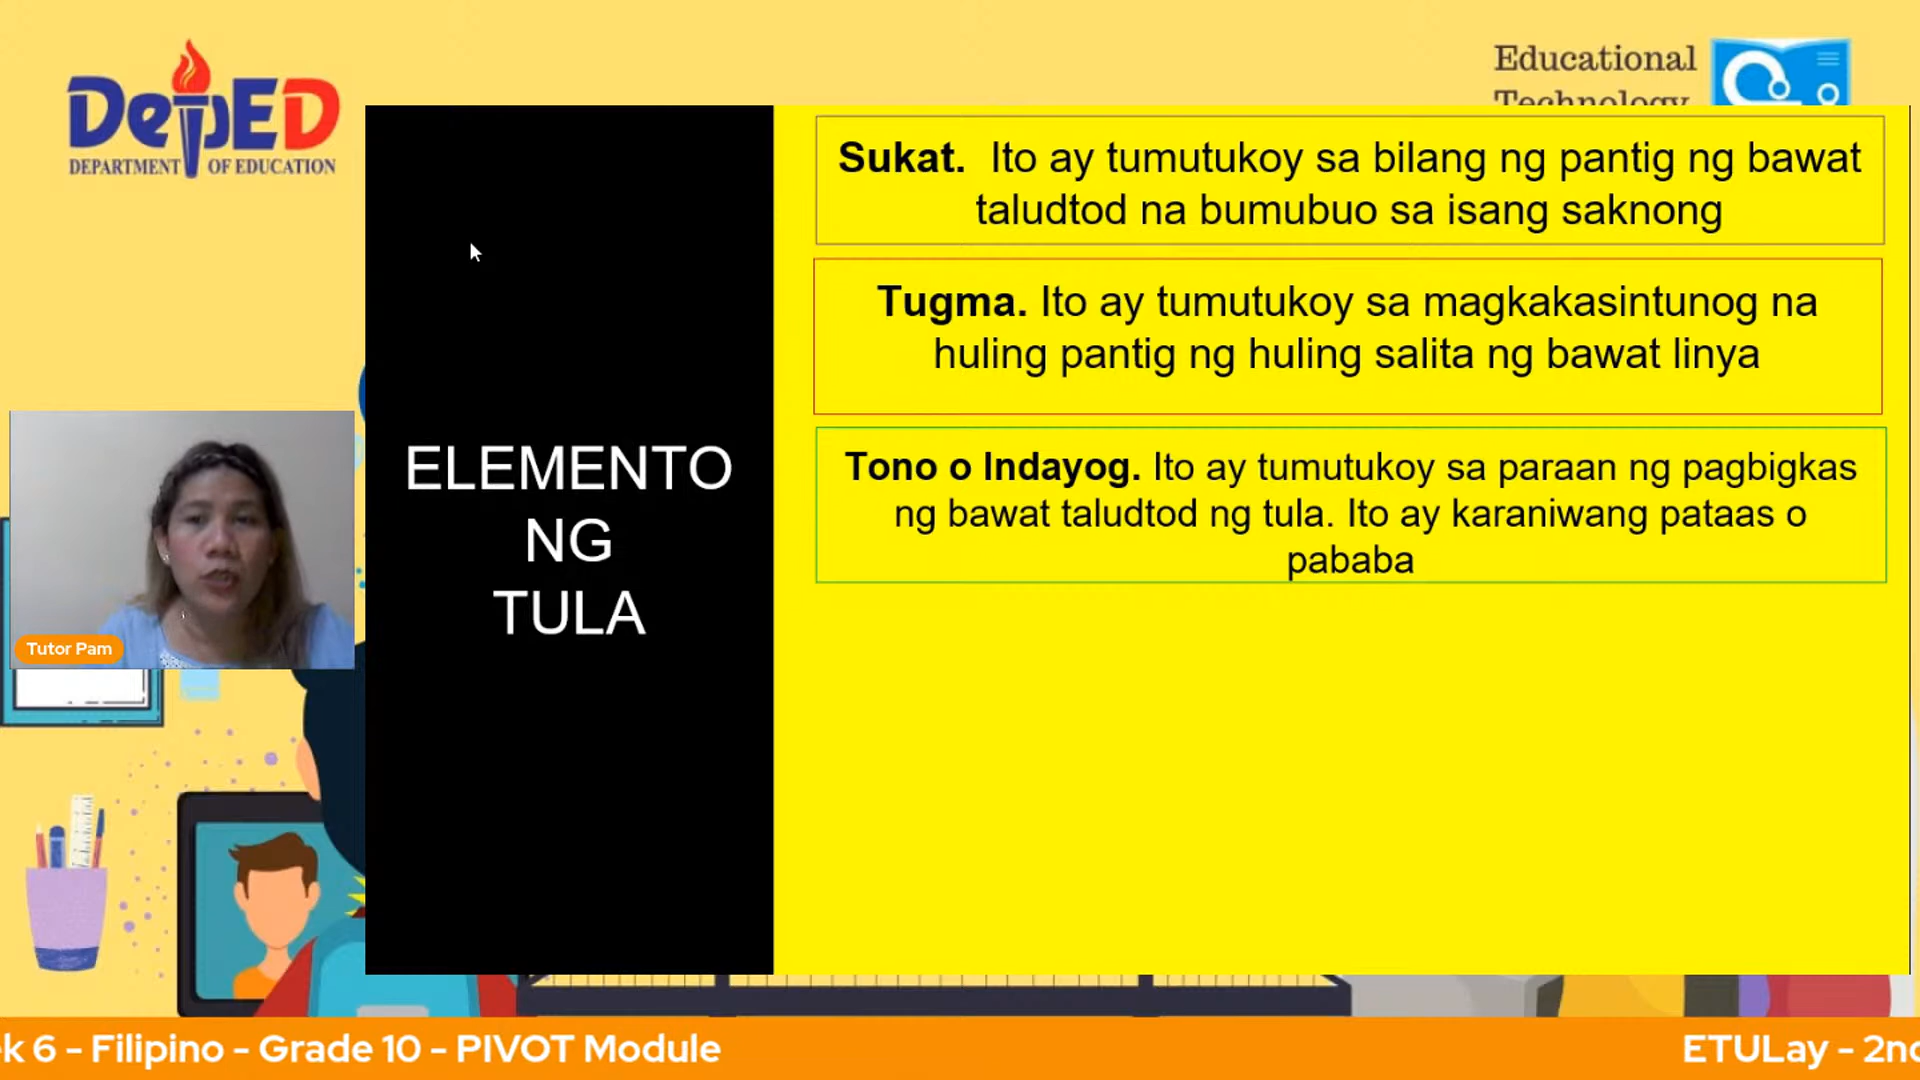 DepED
DEPARTMENT OF EDUCATION
Educational
Technology
ELEMENTO
NG
TULA
Sukat. Ito ay tumutukoy sa bilang ng pantig ng bawat
taludtod na bumubuo sa isang saknong
Tugma. Ito ay tumutukoy sa magkakasintunog na
huling pantig ng huling salita ng bawat linya
Tono o Indayog. Ito ay tumutukoy sa paraan ng pagbigkas
ng bawat taludtod ng tula. Ito ay karaniwang pataas o
pababa
Tutor Pam
k 6 - Filipino - Grade 10 - PIVOT Module
ETULay - 2n